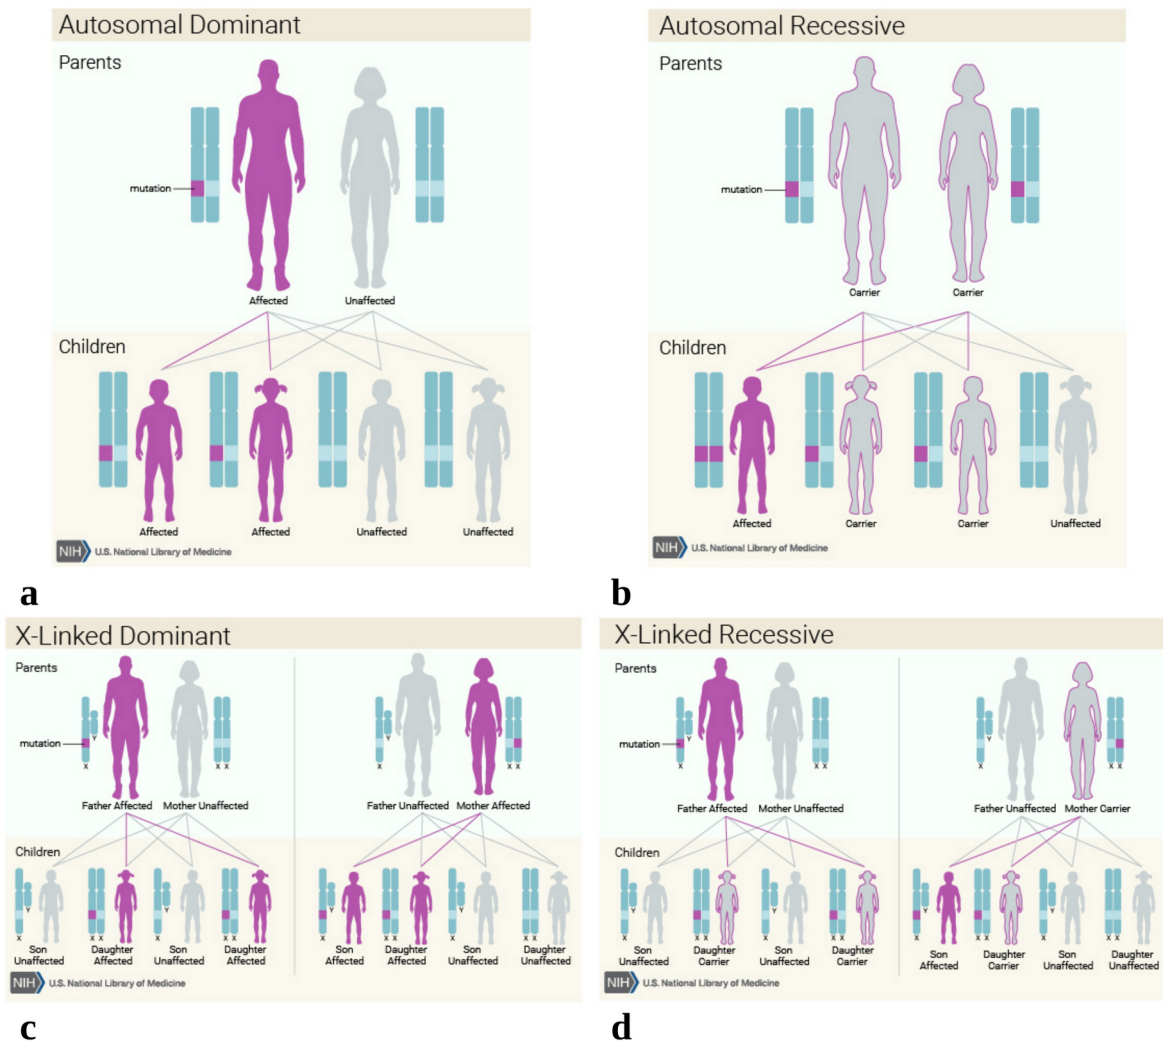 Autosomal Dominant
Parents
mutation
Affected Unaffected
Children
Affected Affected Unaffected Unaffected
NIH U.S. National Library of Medicine
a
Autosomal Recessive
Parents
mutation
Carrier Carrier
Children
Affected Carrier Carrier Unaffected
NIH U.S. National Library of Medicine
b
X-Linked Dominant
Parents
Y
mutation
X X X
Father Affected Mother Unaffected
Y
X X X
Father Unaffected Mother Affected
Children
Y Y Y Y
X X X X X X X X X X X X
Son Daughter Son Daughter Son Daughter Son Daughter
Unaffected Affected Unaffected Affected Affected Affected Unaffected Unaffected
NIH U.S. National Library of Medicine
c
X-Linked Recessive
Parents
Y
mutation
X X X
Father Affected Mother Unaffected
Y
X X X
Father Unaffected Mother Carrier
Children
Y Y Y Y
X X X X X X X X X X X X
Son Daughter Son Daughter Son Daughter Son Daughter
Unaffected Carrier Unaffected Carrier Affected Carrier Unaffected Unaffected
NIH U.S. National Library of Medicine
d